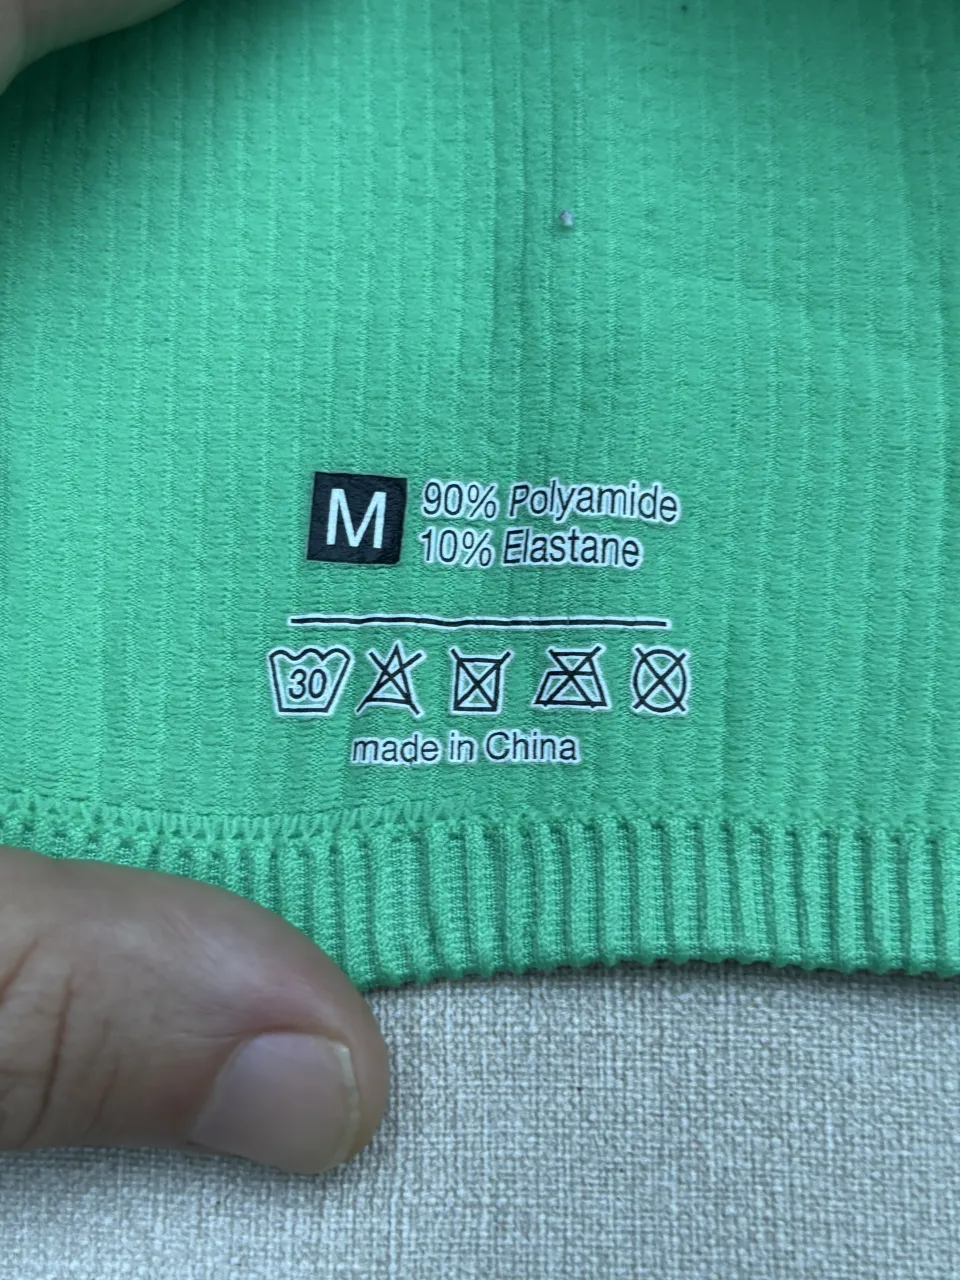 M 90% Polyamide
10% Elastane
30
made in China